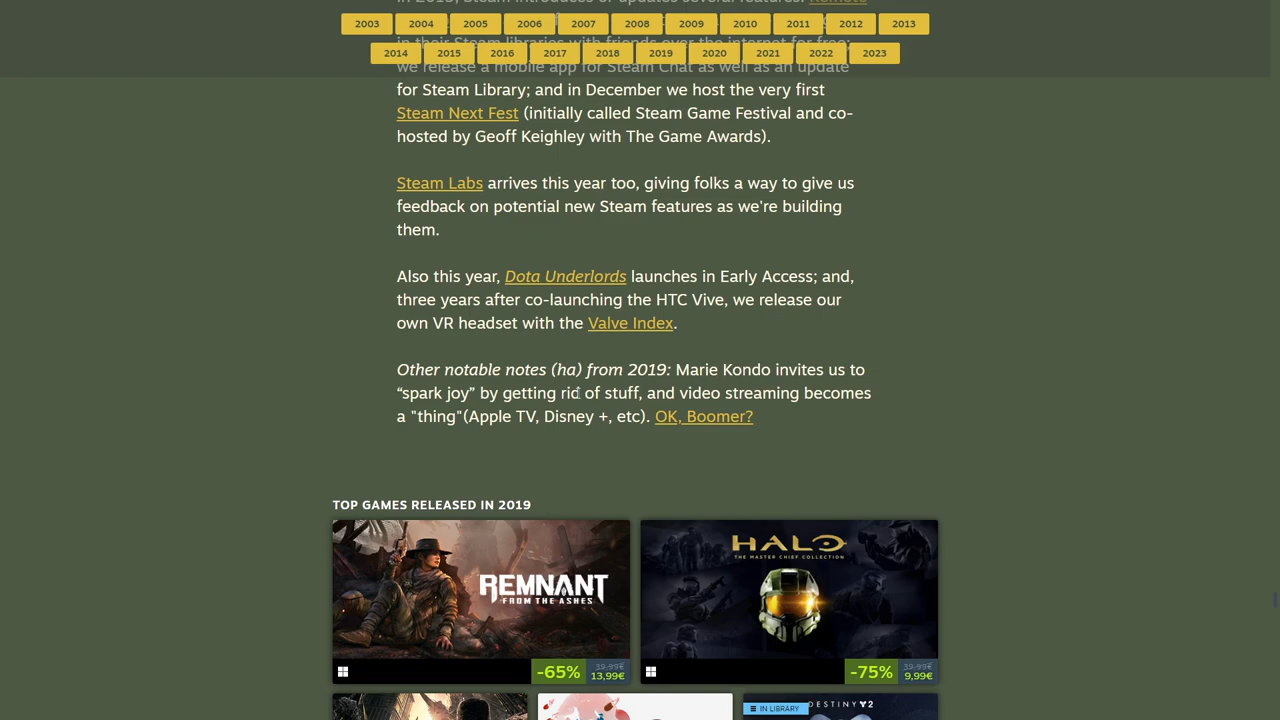 2003 2004 2005 2006 2007 2008 2009 2010 2011 2012 2013
2014 2015 2016 2017 2018 2019 2020 2021 2022 2023
we release a mobile app for Steam Chat as well as an update
for Steam Library; and in December we host the very first
Steam Next Fest (initially called Steam Game Festival and co-
hosted by Geoff Keighley with The Game Awards).
Steam Labs arrives this year too, giving folks a way to give us
feedback on potential new Steam features as we're building
them.
Also this year, Dota Underlords launches in Early Access; and,
three years after co-launching the HTC Vive, we release our
own VR headset with the Valve Index.
Other notable notes (ha) from 2019: Marie Kondo invites us to
“spark joy” by getting rid of stuff, and video streaming becomes
a "thing"(Apple TV, Disney +, etc). OK, Boomer?
TOP GAMES RELEASED IN 2019
REMNANT
FROM THE ASHES
HALO
THE MASTER CHIEF COLLECTION
-65% 39,99€
13,99€
-75% 39,99€
9,99€
IN LIBRARY
DESTINY 2